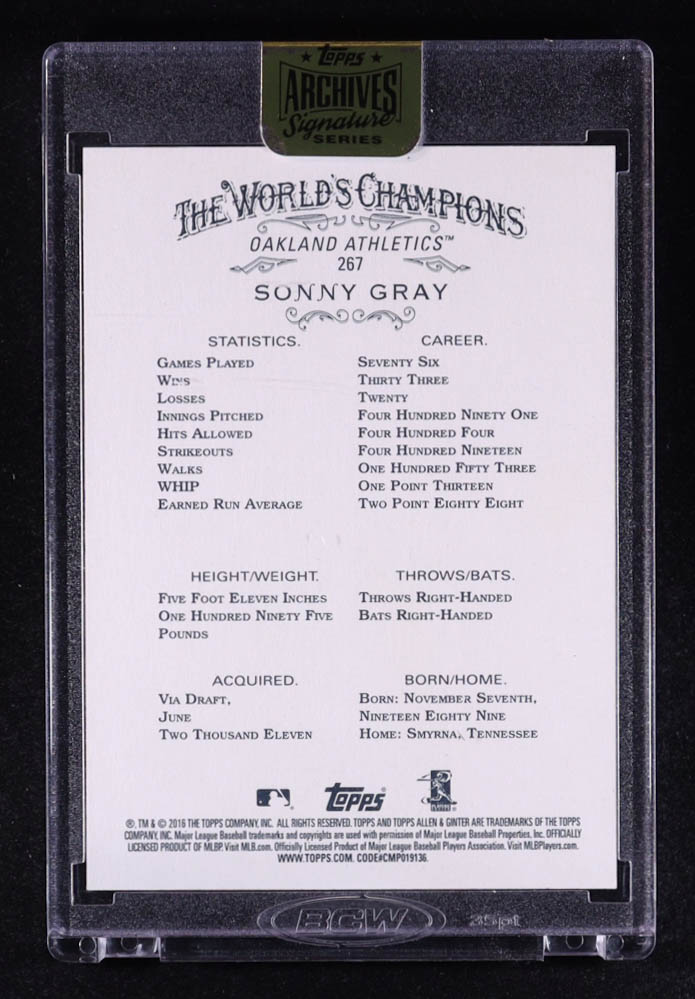 Topps
ARCHIVES
Signature
SERIES
THE WORLD'S CHAMPIONS
OAKLAND ATHLETICS™
267
SONNY GRAY
STATISTICS. CAREER.
GAMES PLAYED SEVENTY SIX
WINS THIRTY THREE
LOSSES TWENTY
INNINGS PITCHED FOUR HUNDRED NINETY ONE
HITS ALLOWED FOUR HUNDRED FOUR
STRIKEOUTS FOUR HUNDRED NINETEEN
WALKS ONE HUNDRED FIFTY THREE
WHIP ONE POINT THIRTEEN
EARNED RUN AVERAGE TWO POINT EIGHTY EIGHT
HEIGHT/WEIGHT. THROWS/BATS.
FIVE FOOT ELEVEN INCHES THROWS RIGHT-HANDED
ONE HUNDRED NINETY FIVE BATS RIGHT-HANDED
POUNDS
ACQUIRED. BORN/HOME.
VIA DRAFT, BORN: NOVEMBER SEVENTH,
JUNE NINETEEN EIGHTY NINE
TWO THOUSAND ELEVEN HOME: SMYRNA, TENNESSEE
Topps
®, TM & © 2016 THE TOPPS COMPANY, INC. ALL RIGHTS RESERVED. TOPPS AND TOPPS ALLEN & GINTER ARE TRADEMARKS OF THE TOPPS
COMPANY, INC. Major League Baseball trademarks and copyrights are used with permission of Major League Baseball Properties, Inc. OFFICIALLY
LICENSED PRODUCT OF MLBP. Visit MLB.com. Officially Licensed Product of Major League Baseball Players Association. Visit MLBPlayers.com.
WWW.TOPPS.COM. CODE#CMP019136.
BCW 35pt